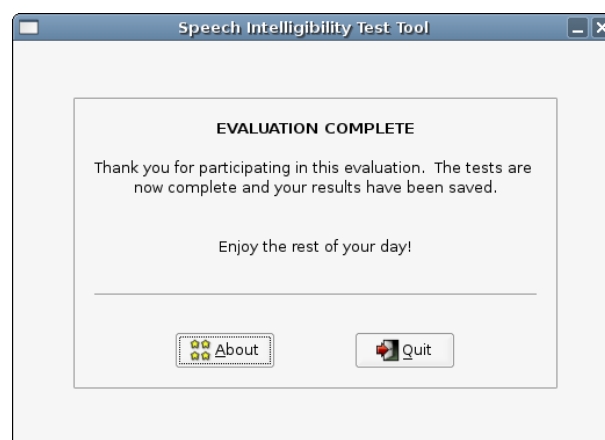 Speech Intelligibility Test Tool
EVALUATION COMPLETE
Thank you for participating in this evaluation.  The tests are
now complete and your results have been saved.
Enjoy the rest of your day!
About
Quit